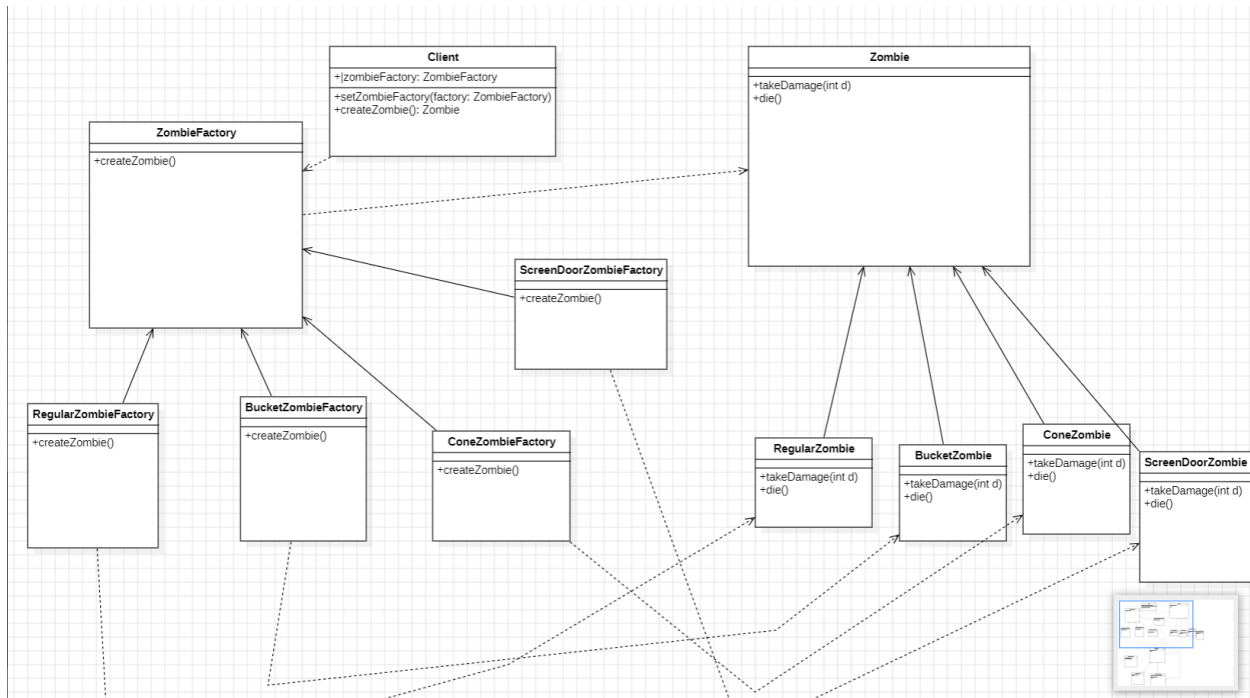 Client
+|zombieFactory: ZombieFactory
+setZombieFactory(factory: ZombieFactory)
+createZombie(): Zombie
Zombie
+takeDamage(int d)
+die()
ZombieFactory
+createZombie()
ScreenDoorZombieFactory
+createZombie()
RegularZombieFactory
+createZombie()
BucketZombieFactory
+createZombie()
ConeZombieFactory
+createZombie()
RegularZombie
+takeDamage(int d)
+die()
BucketZombie
+takeDamage(int d)
+die()
ConeZombie
+takeDamage(int d)
+die()
ScreenDoorZombie
+takeDamage(int d)
+die()